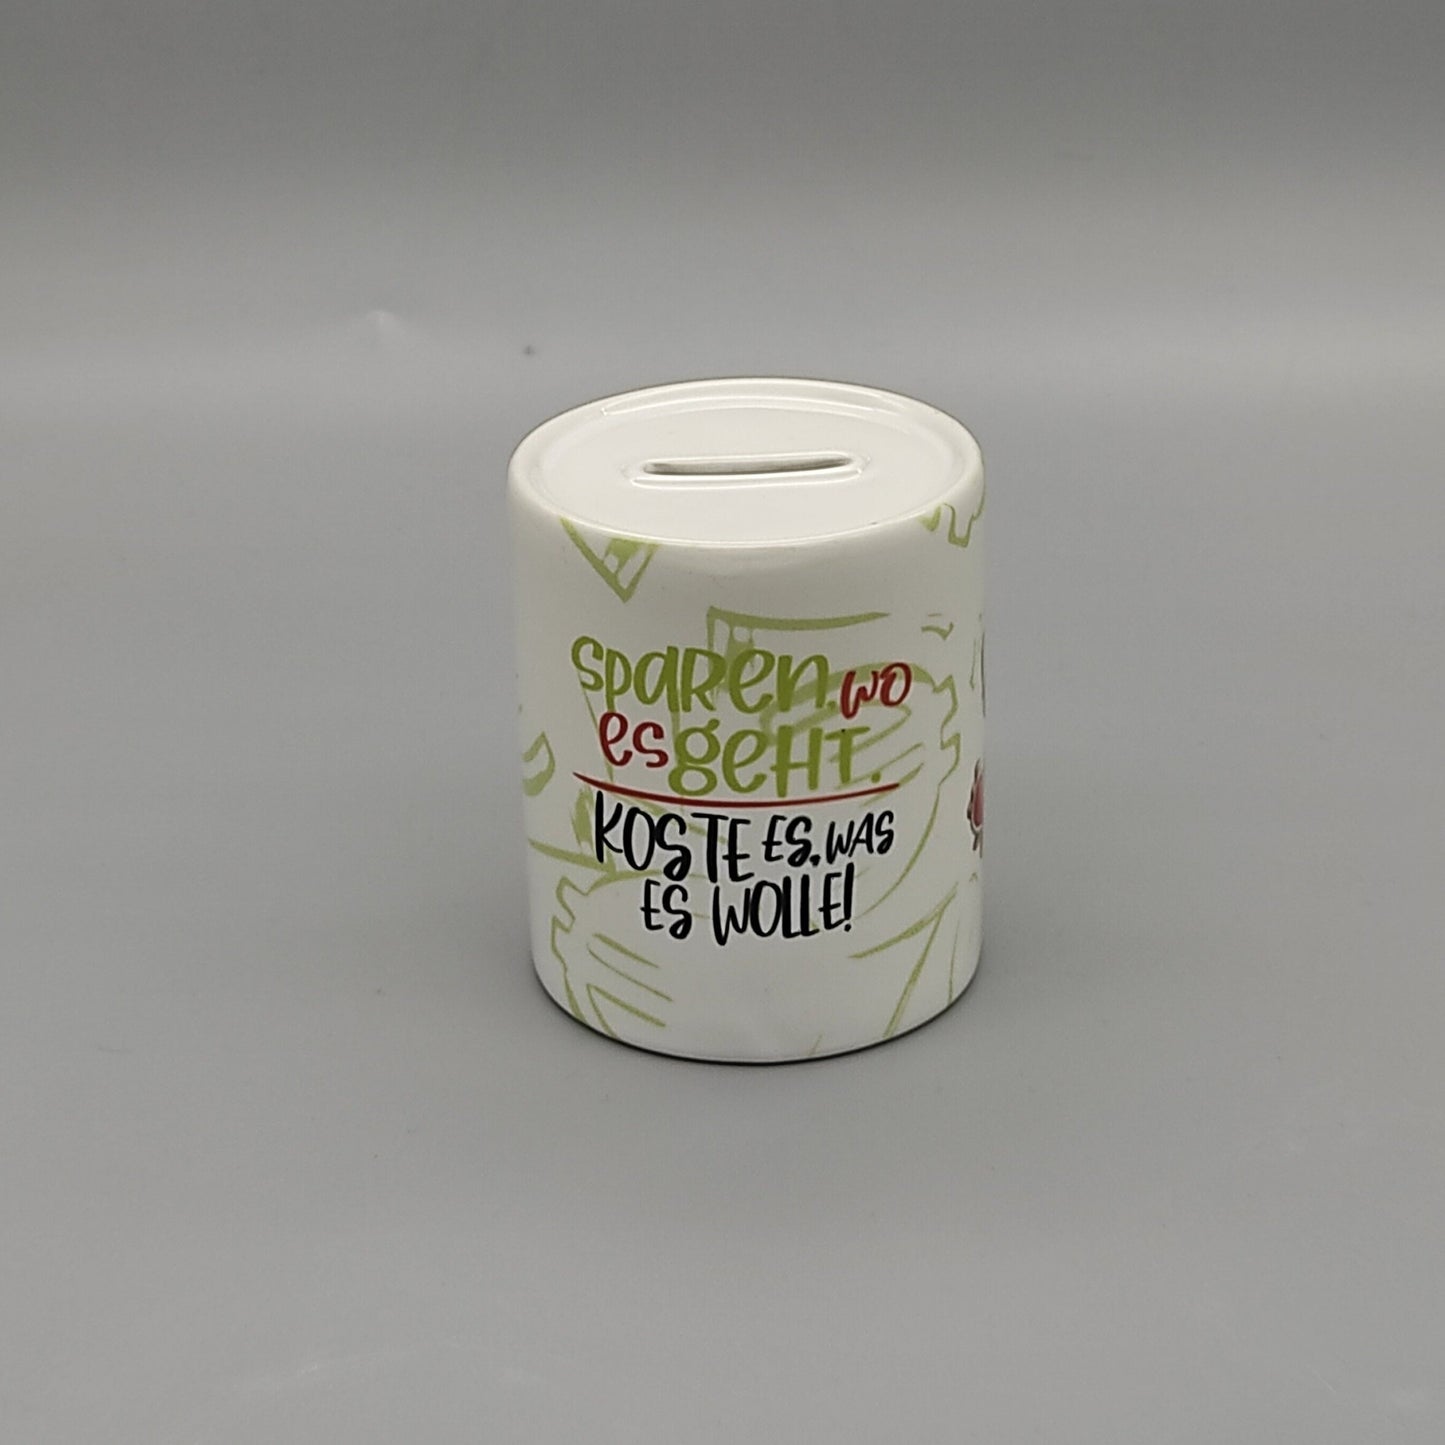 sparen, wo
es geht.
KOSTE ES, WAS
ES WOLLE!